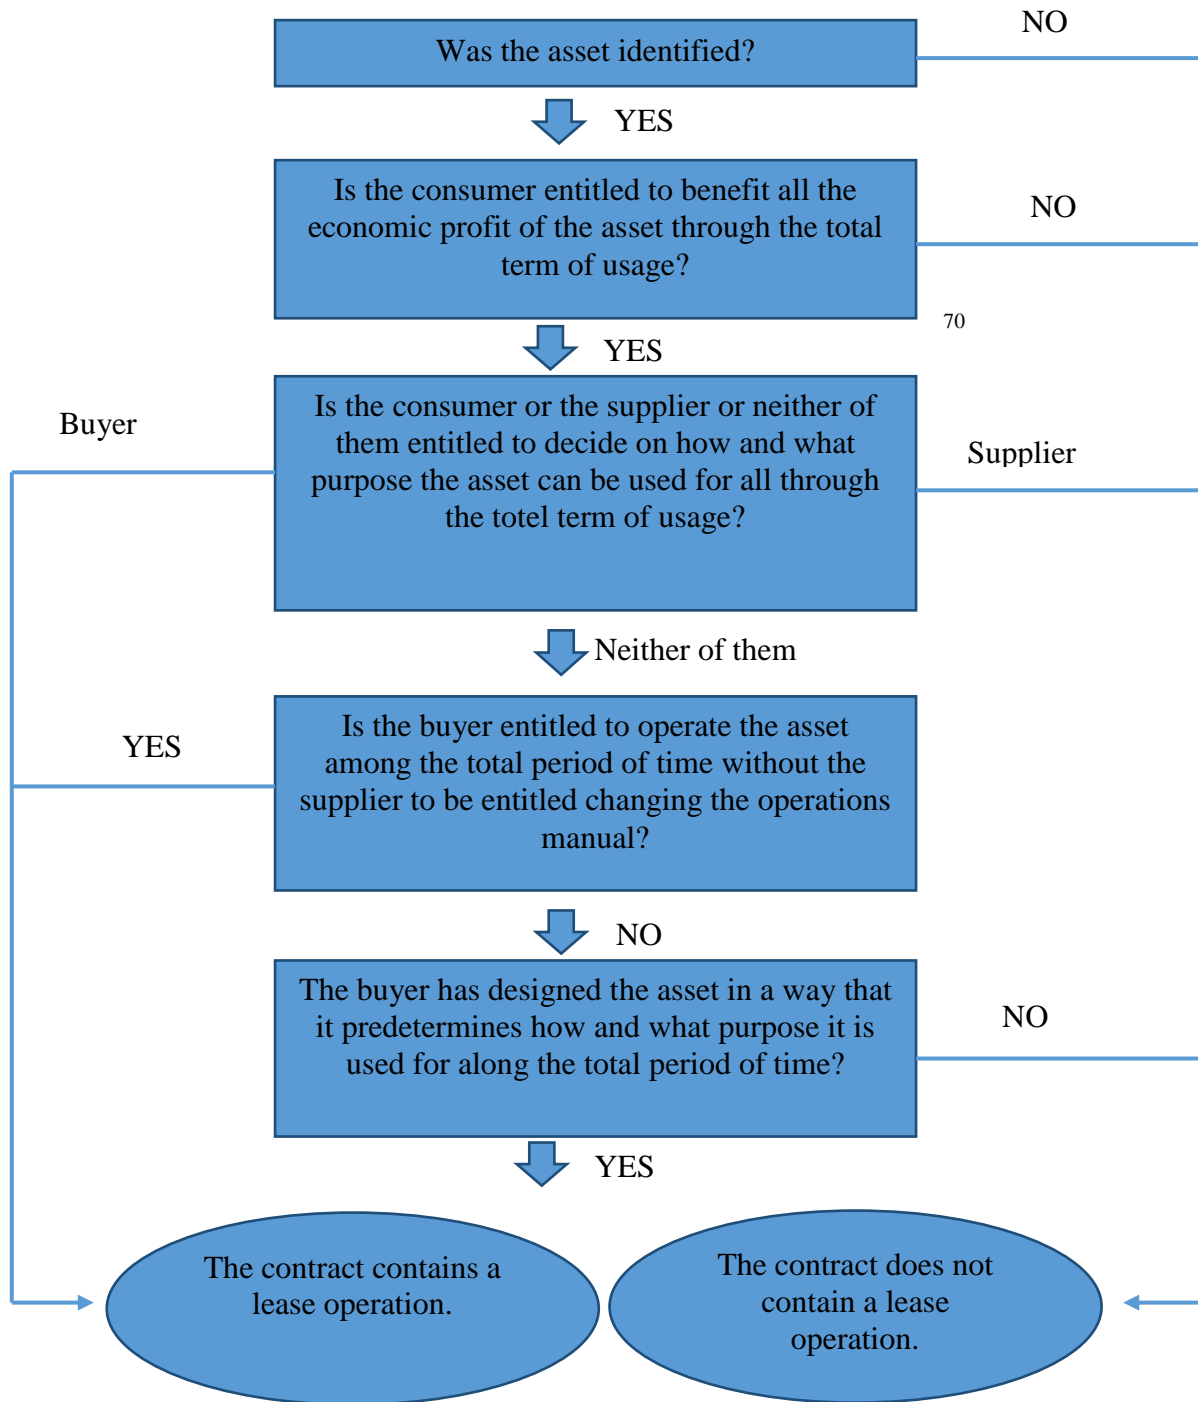 NO
Was the asset identified?
YES
Is the consumer entitled to benefit all the
economic profit of the asset through the total
term of usage?
NO
70
YES
Buyer
Is the consumer or the supplier or neither of
them entitled to decide on how and what
purpose the asset can be used for all through
the totel term of usage?
Supplier
Neither of them
YES
Is the buyer entitled to operate the asset
among the total period of time without the
supplier to be entitled changing the operations
manual?
NO
The buyer has designed the asset in a way that
it predetermines how and what purpose it is
used for along the total period of time?
NO
YES
The contract contains a
lease operation.
The contract does not
contain a lease
operation.